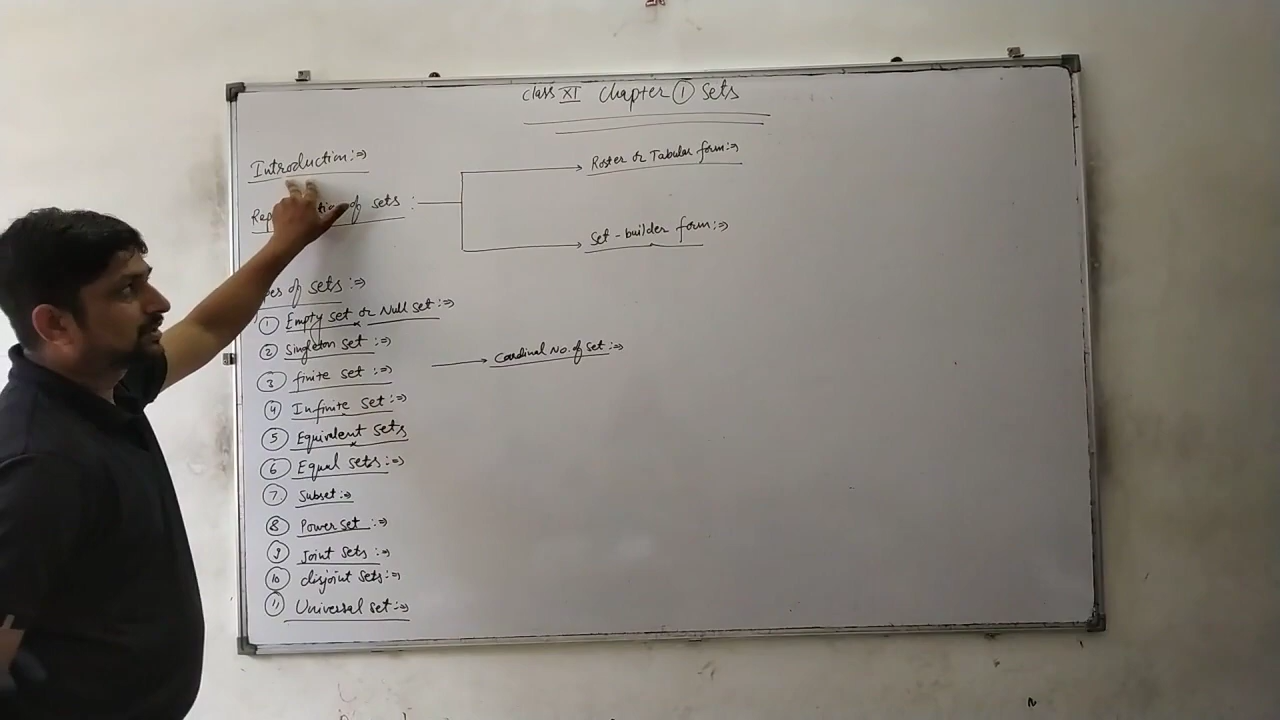 Class XI Chapter 1 Sets
Introduction :⇒
of sets :
Roster or Tabular form :⇒
Set-builder form :⇒
of sets :⇒
1 Empty set or Null set :⇒
2 Singleton set :⇒
Cardinal No. of set :⇒
3 finite set :⇒
4 Infinite set :⇒
5 Equivalent sets
6 Equal sets :⇒
7 Subset :⇒
8 Power set :⇒
9 Joint sets :⇒
10 disjoint sets :⇒
11 Universal set :⇒